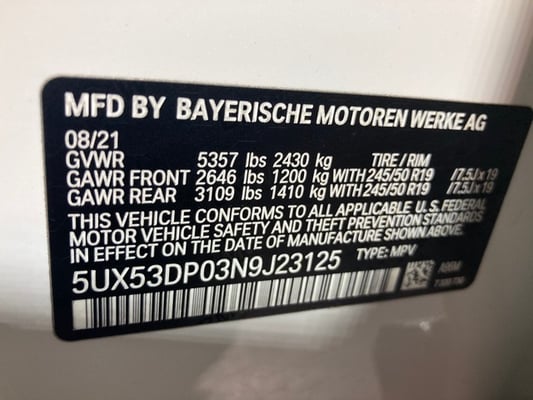 MFD BY BAYERISCHE MOTOREN WERKE AG
08/21
GVWR 5357 lbs 2430 kg TIRE / RIM
GAWR FRONT 2646 lbs 1200 kg WITH 245/50 R19 //7.5J x 19
GAWR REAR 3109 lbs 1410 kg WITH 245/50 R19 //7.5J x 19
THIS VEHICLE CONFORMS TO ALL APPLICABLE U.S. FEDERAL
MOTOR VEHICLE SAFETY AND THEFT PREVENTION STANDARDS
IN EFFECT ON THE DATE OF MANUFACTURE SHOWN ABOVE.
5UX53DP03N9J23125 TYPE: MPV